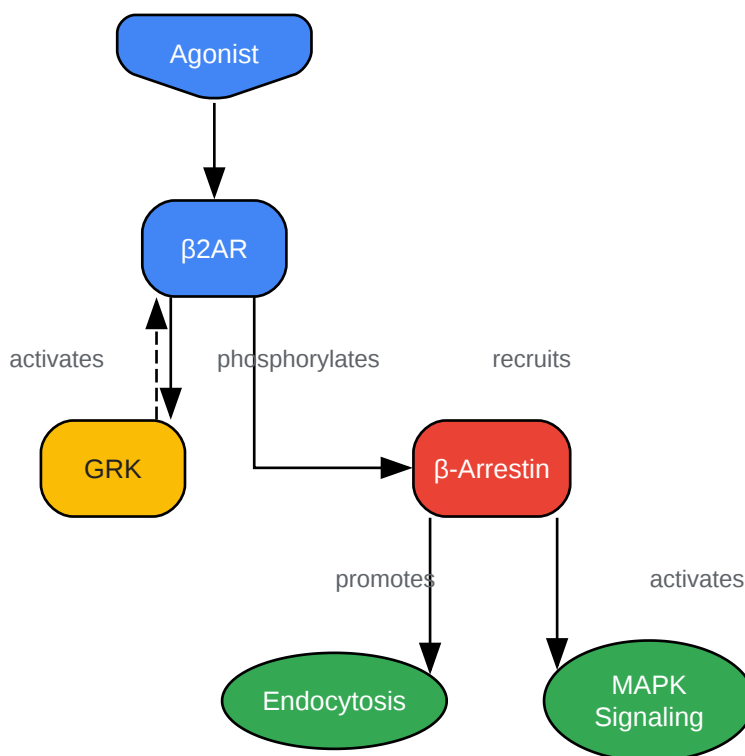 Agonist
β2AR
activates
phosphorylates
recruits
GRK
β-Arrestin
promotes
activates
Endocytosis
MAPK
Signaling